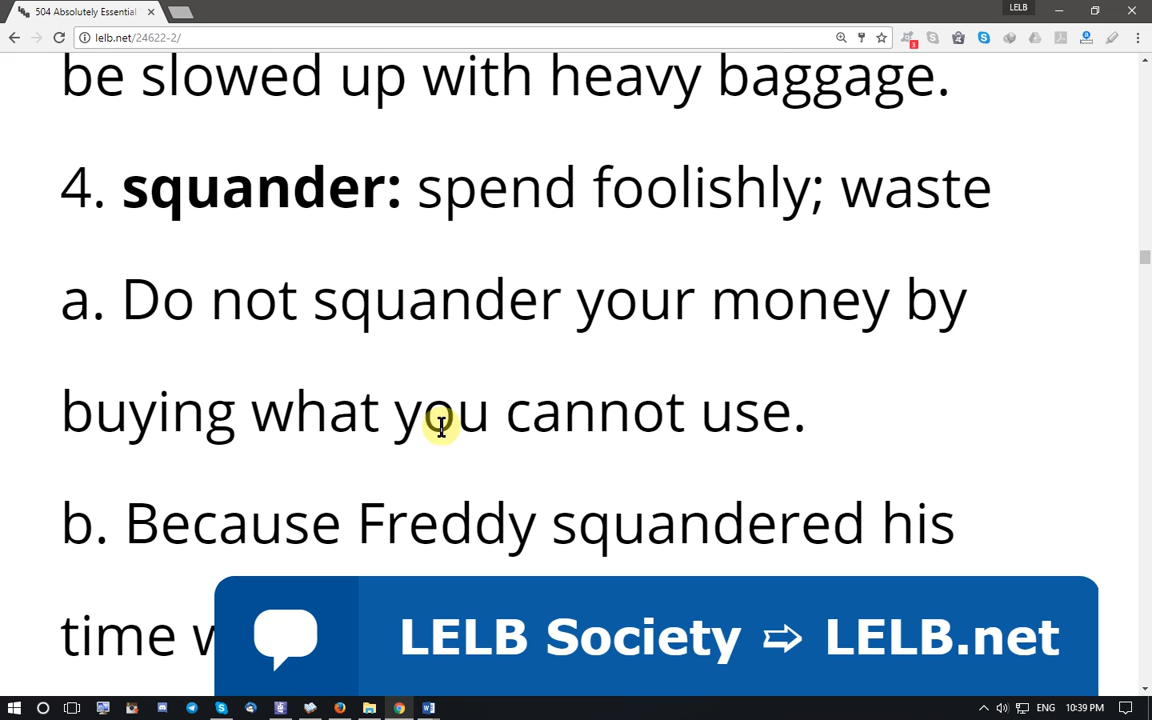 504 Absolutely Essential
LELB
lelb.net/24622-2/
be slowed up with heavy baggage.
4. squander: spend foolishly; waste
a. Do not squander your money by
buying what you cannot use.
b. Because Freddy squandered his
time
LELB Society ⇨ LELB.net
ENG 10:39 PM